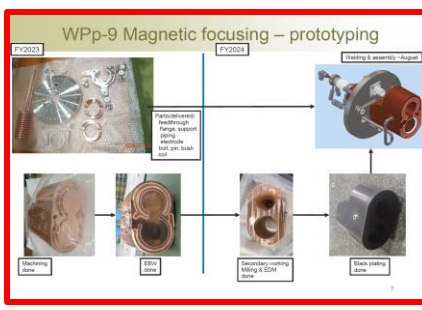 WPp-9 Magnetic focusing – prototyping
FY2023
FY2024
Welding & assembly ~August
Parts(delivered)
feedthrough
flange, support
piping
electrode
bolt, pin, bush
coil
Machining
done
EBW
done
Secondary working
Milling & EDM
done
Black plating
done
7